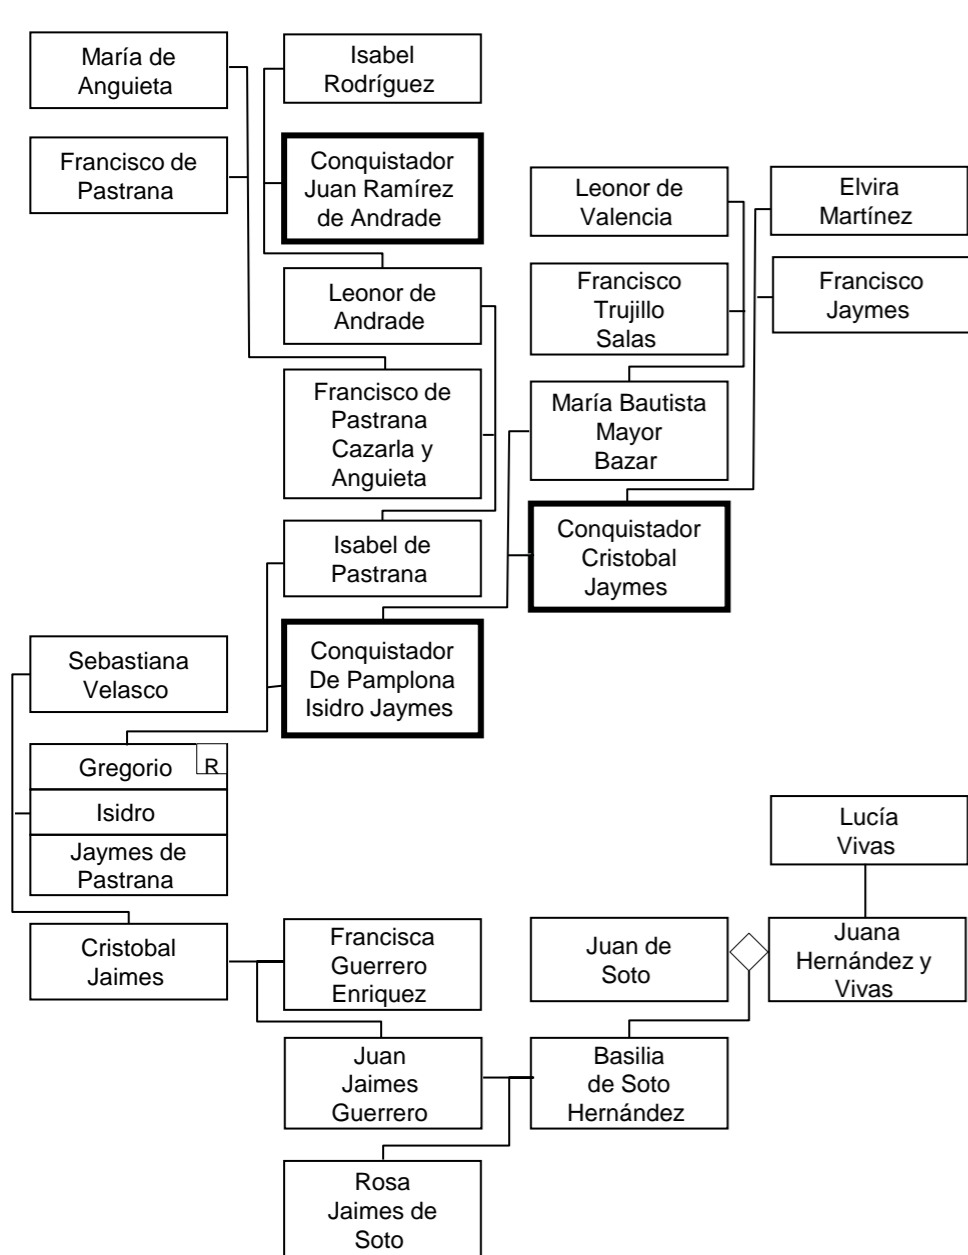 María de
Anguieta
Isabel
Rodríguez
Francisco de
Pastrana
Conquistador
Juan Ramírez
de Andrade
Leonor de
Valencia
Elvira
Martínez
Leonor de
Andrade
Francisco
Trujillo
Salas
Francisco
Jaymes
Francisco de
Pastrana
Cazarla y
Anguieta
María Bautista
Mayor
Bazar
Isabel de
Pastrana
Conquistador
Cristobal
Jaymes
Sebastiana
Velasco
Conquistador
De Pamplona
Isidro Jaymes
Gregorio R
Isidro
Jaymes de
Pastrana
Lucía
Vivas
Cristobal
Jaimes
Francisca
Guerrero
Enriquez
Juan de
Soto
Juana
Hernández y
Vivas
Juan
Jaimes
Guerrero
Basilia
de Soto
Hernández
Rosa
Jaimes de
Soto